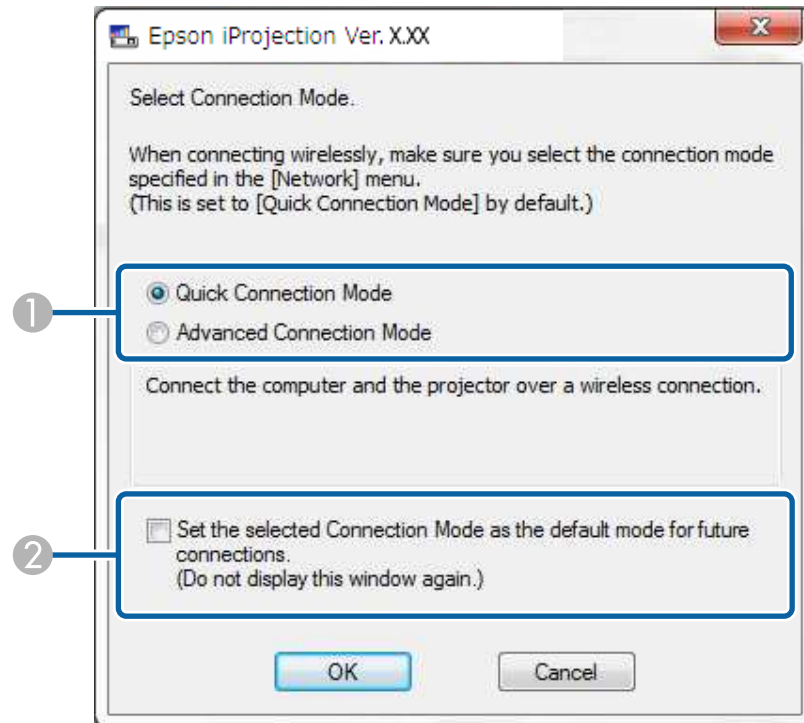 Epson iProjection Ver. X.XX
X
Select Connection Mode.
When connecting wirelessly, make sure you select the connection mode
specified in the [Network] menu.
(This is set to [Quick Connection Mode] by default.)
1
Quick Connection Mode
Advanced Connection Mode
Connect the computer and the projector over a wireless connection.
2
Set the selected Connection Mode as the default mode for future
connections.
(Do not display this window again.)
OK
Cancel